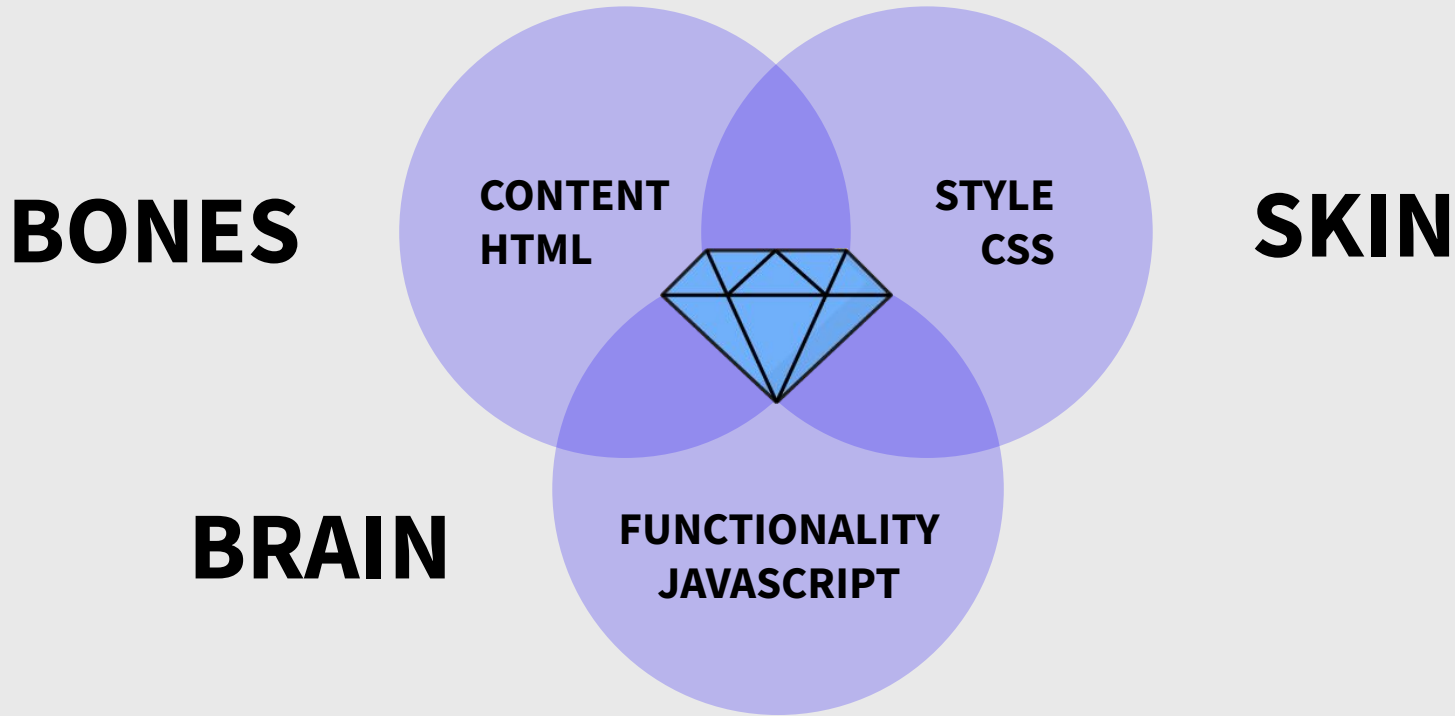 BONES
CONTENT
HTML
STYLE
CSS
SKIN
BRAIN
FUNCTIONALITY
JAVASCRIPT